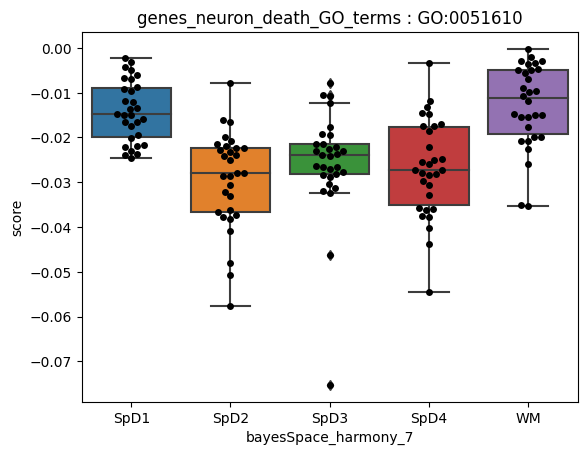 genes_neuron_death_GO_terms : GO:0051610
0.00
−0.01
−0.02
−0.03
−0.04
−0.05
−0.06
−0.07
score
SpD1 SpD2 SpD3 SpD4 WM
bayesSpace_harmony_7